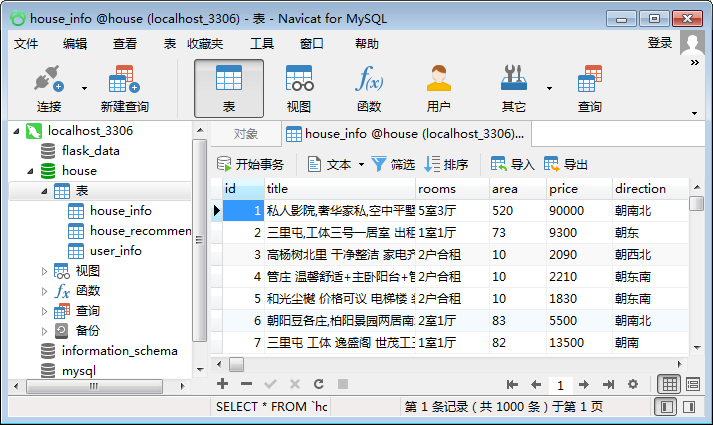 house_info @house (localhost_3306) - 表 - Navicat for MySQL
文件 编辑 查看 表 收藏夹 工具 窗口 帮助 登录
连接 新建查询 表 视图 函数 用户 其它 查询
localhost_3306
flask_data
house
表
house_info
house_recommen
user_info
视图
函数
查询
备份
information_schema
mysql
对象 house_info @house (localhost_3306)...
开始事务 文本 筛选 排序 导入 导出
id title rooms area price direction
1 私人影院,奢华家私,空中平墅 5室3厅 520 90000 朝南北
2 三里屯,工体三号一居室 出租 1室1厅 73 9300 朝东
3 高杨树北里 干净整洁 家电齐 2户合租 10 2090 朝西北
4 管庄 温馨舒适+主卧阳台+管 2户合租 10 2210 朝东南
5 和光尘樾 价格可议 电梯楼 2户合租 10 1830 朝东南
6 朝阳豆各庄,柏阳景园两居南 2室1厅 83 5500 朝南北
7 三里屯 工体 逸盛阁 世茂工三 1室1厅 82 13500 朝南
1
SELECT * FROM `ho 第 1 条记录 ( 共 1000 条 ) 于第 1 页